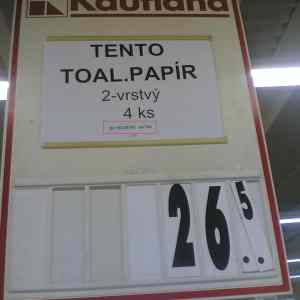 Kaufland
TENTO
TOAL.PAPÍR
2-vrstvý
4 ks
26 5..